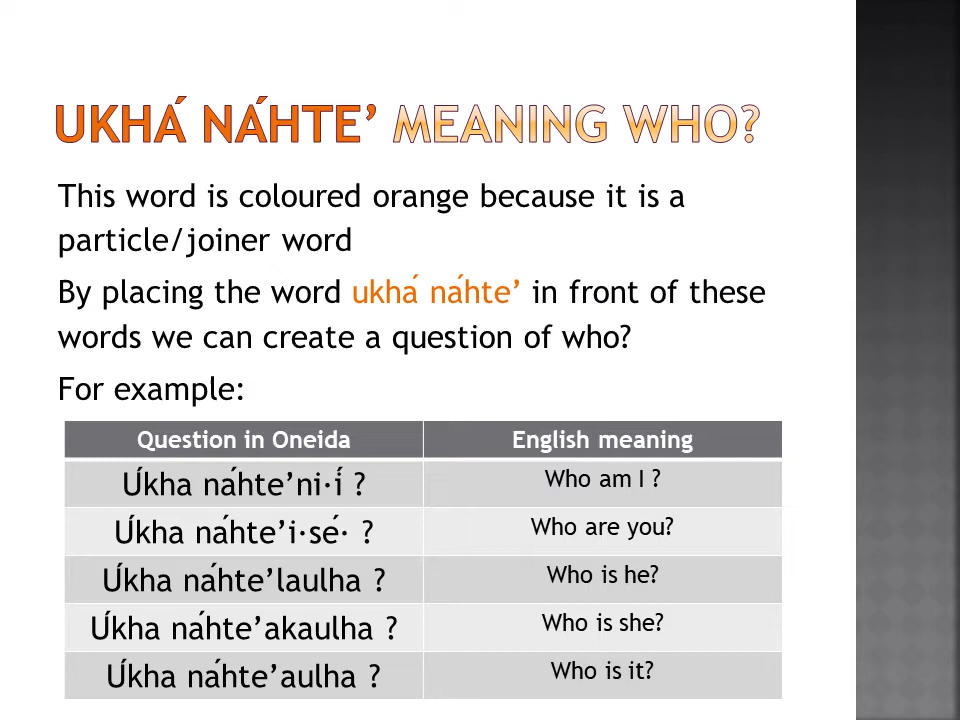 UKHÁ NÁHTE’ MEANING WHO?
This word is coloured orange because it is a
particle/joiner word
By placing the word ukhá náhte’ in front of these
words we can create a question of who?
For example:
Question in Oneida English meaning
Úkha náhte’ni·í ? Who am I ?
Úkha náhte’i·sé· ? Who are you?
Úkha náhte’laulha ? Who is he?
Úkha náhte’akaulha ? Who is she?
Úkha náhte’aulha ? Who is it?